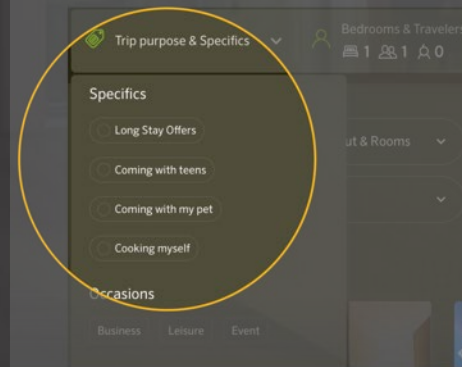 Trip purpose & Specifics
Bedrooms & Travelers
1 1 0
Specifics
Long Stay Offers
ut & Rooms
Coming with teens
Coming with my pet
Cooking myself
Occasions
Business Leisure Event